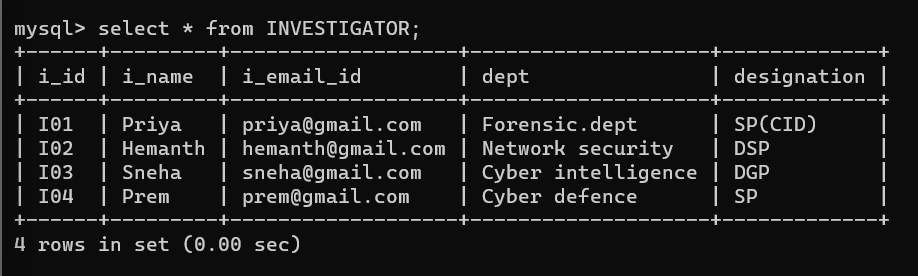 mysql> select * from INVESTIGATOR;
+------+---------+-------------------+--------------------+-------------+
| i_id | i_name  | i_email_id        | dept               | designation |
+------+---------+-------------------+--------------------+-------------+
| I01  | Priya   | priya@gmail.com   | Forensic.dept      | SP(CID)     |
| I02  | Hemanth | hemanth@gmail.com | Network security   | DSP         |
| I03  | Sneha   | sneha@gmail.com   | Cyber intelligence | DGP         |
| I04  | Prem    | prem@gmail.com    | Cyber defence      | SP          |
+------+---------+-------------------+--------------------+-------------+
4 rows in set (0.00 sec)